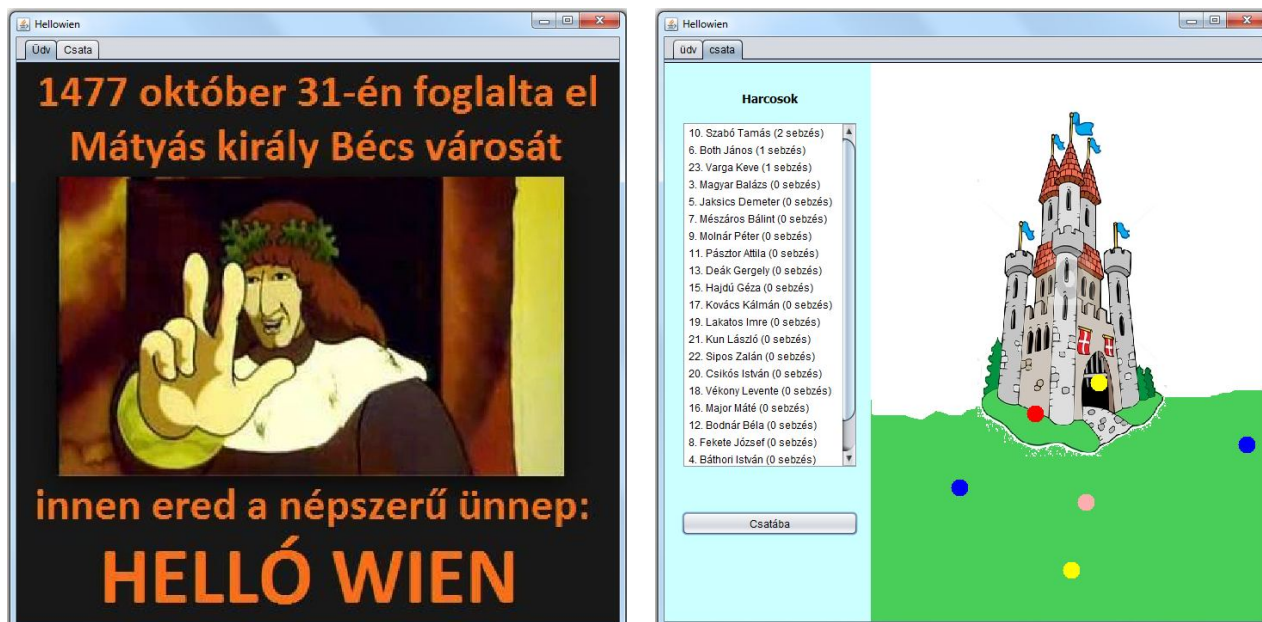 Hellowien
Üdv Csata
1477 október 31-én foglalta el
Mátyás király Bécs városát
innen ered a népszerű ünnep:
HELLÓ WIEN
Hellowien
üdv csata
Harcosok
10. Szabó Tamás (2 sebzés)
6. Both János (1 sebzés)
23. Varga Keve (1 sebzés)
3. Magyar Balázs (0 sebzés)
5. Jaksics Demeter (0 sebzés)
7. Mészáros Bálint (0 sebzés)
9. Molnár Péter (0 sebzés)
11. Pásztor Attila (0 sebzés)
13. Deák Gergely (0 sebzés)
15. Hajdú Géza (0 sebzés)
17. Kovács Kálmán (0 sebzés)
19. Lakatos Imre (0 sebzés)
21. Kun László (0 sebzés)
22. Sipos Zalán (0 sebzés)
20. Csikós István (0 sebzés)
18. Vékony Levente (0 sebzés)
16. Major Máté (0 sebzés)
12. Bodnár Béla (0 sebzés)
8. Fekete József (0 sebzés)
4. Báthori István (0 sebzés)
Csatába